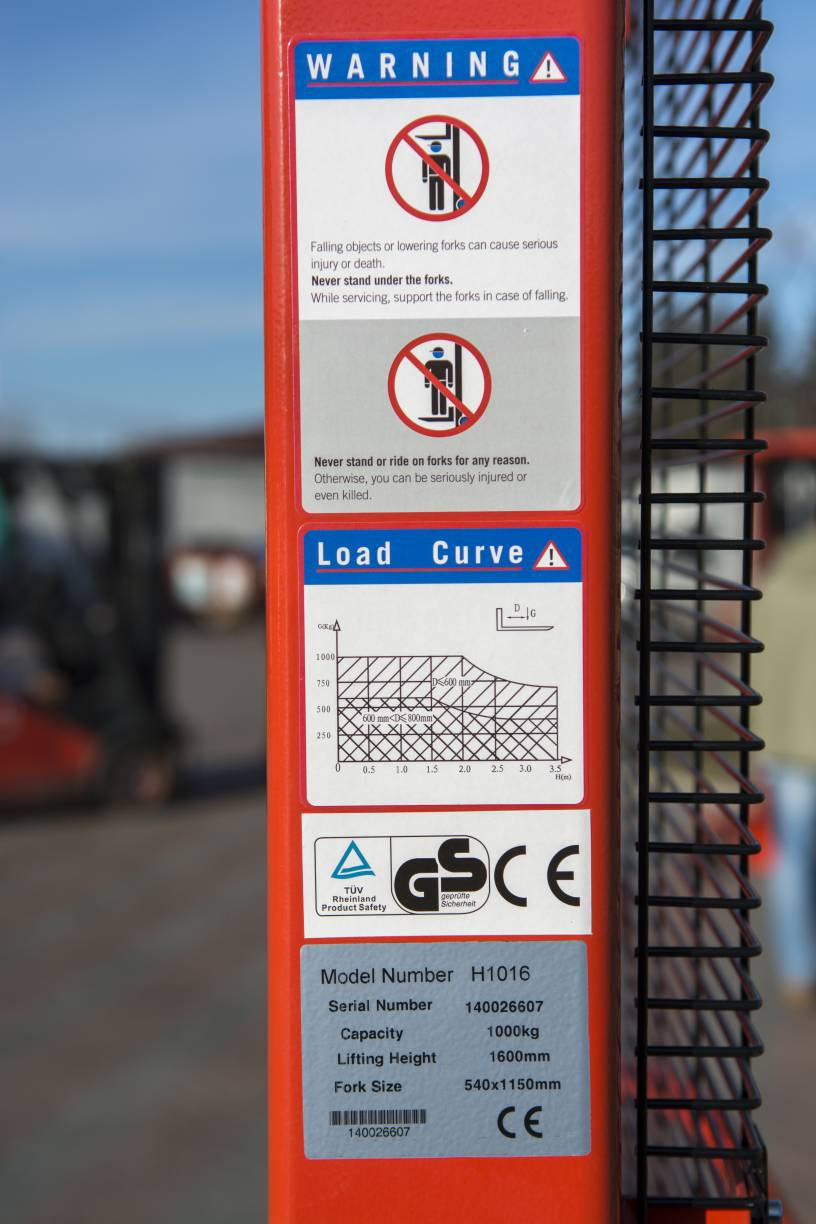 WARNING
Falling objects or lowering forks can cause serious
injury or death.
Never stand under the forks.
While servicing, support the forks in case of falling.
Never stand or ride on forks for any reason.
Otherwise, you can be seriously injured or
even killed.
Load Curve
D G
G(Kg)
1000
750
D≤600 mm
500
600 mm<D≤800mm
250
0 0.5 1.0 1.5 2.0 2.5 3.0 3.5
H(m)
TÜV
Rheinland
Product Safety
GS
geprüfte
Sicherheit
CE
Model Number H1016
Serial Number 140026607
Capacity 1000kg
Lifting Height 1600mm
Fork Size 540x1150mm
140026607
CE